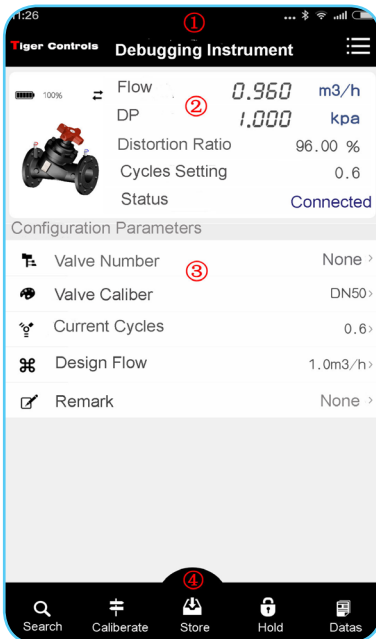 1:26 ①
Tiger Controls Debugging Instrument
100% Flow 0.960 m3/h
② DP 1.000 kpa
Distortion Ratio 96.00 %
Cycles Setting 0.6
Status Connected
Configuration Parameters
Valve Number ③ None >
Valve Caliber DN50>
Current Cycles 0.6>
Design Flow 1.0m3/h>
Remark None >
④
Search Caliberate Store Hold Datas